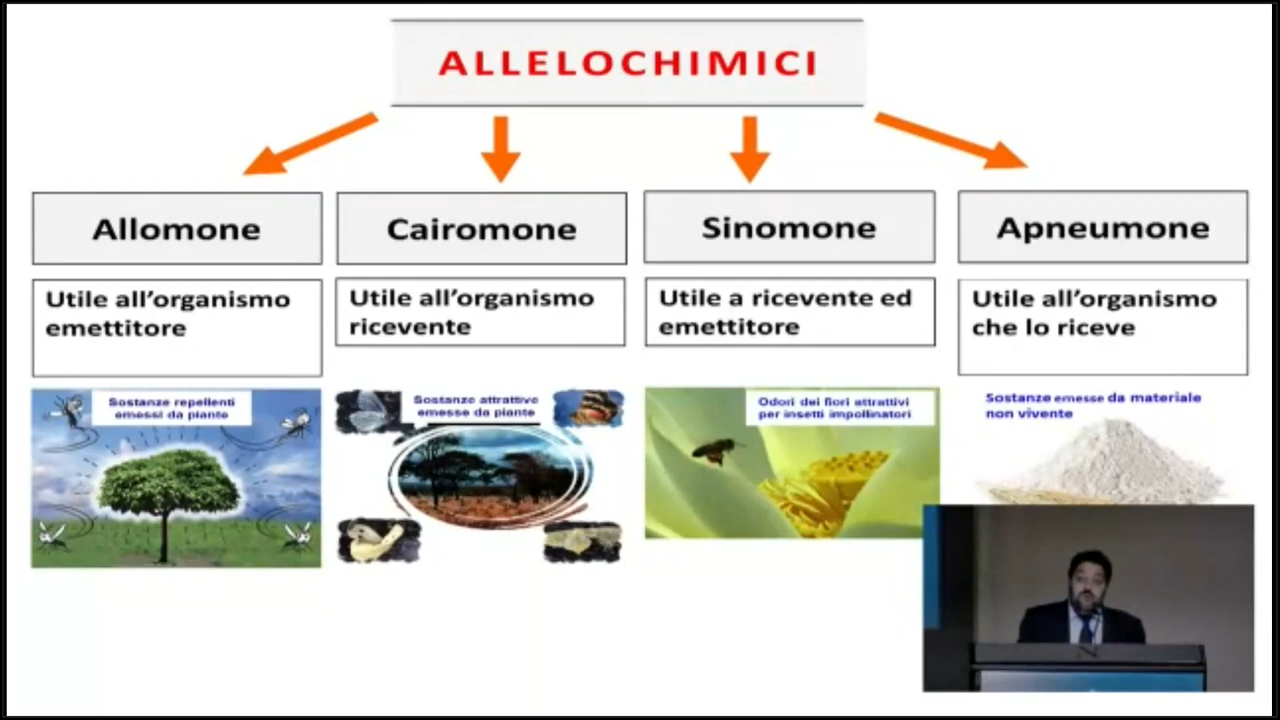 ALLELOCHIMICI
Allomone
Cairomone
Sinomone
Apneumone
Utile all’organismo
emettitore
Utile all’organismo
ricevente
Utile a ricevente ed
emettitore
Utile all’organismo
che lo riceve
Sostanze repellenti
emessi da piante
Sostanze attrattive
emesse da piante
Odori dei fiori attrattivi
per insetti impollinatori
Sostanze emesse da materiale
non vivente